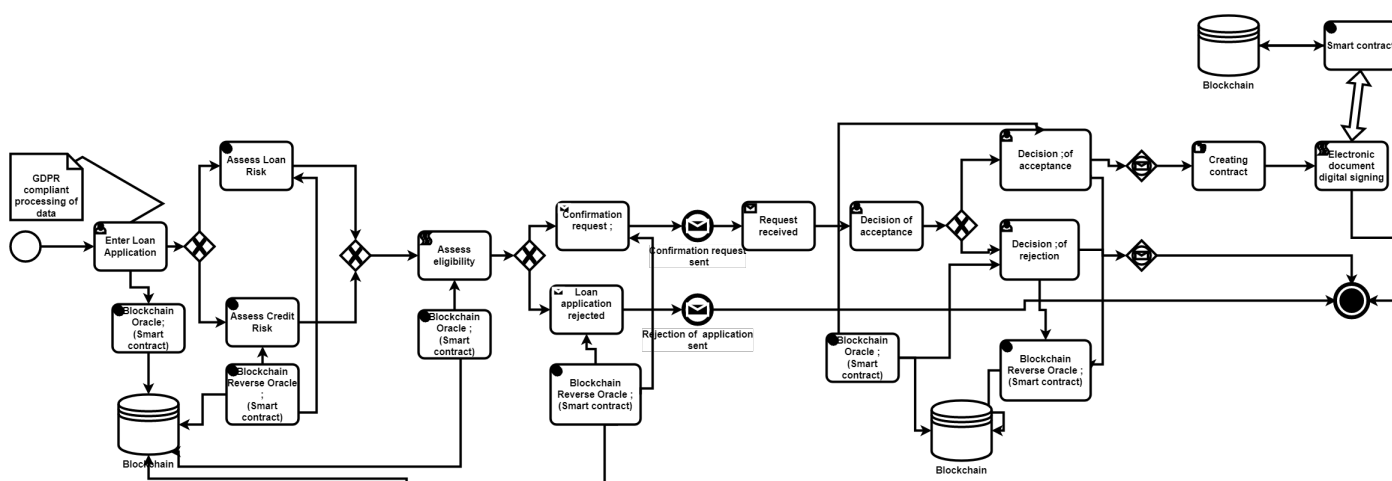 GDPR
compliant
processing of
data
Enter Loan
Application
Blockchain
Oracle;
(Smart
contract)
Blockchain
Assess Loan
Risk
Assess Credit
Risk
Blockchain
Reverse Oracle
;
(Smart
contract)
Assess
eligibility
Blockchain
Oracle ;
(Smart
contract)
Confirmation
request ;
Loan
application
rejected
Blockchain
Reverse Oracle ;
(Smart contract)
Confirmation request
sent
Rejection of application
sent
Request
received
Decision of
acceptance
Blockchain
Oracle ;
(Smart
contract)
Decision ;of
acceptance
Decision ;of
rejection
Blockchain
Reverse Oracle ;
(Smart contract)
Blockchain
Creating
contract
Electronic
document
digital signing
Blockchain
Smart contract